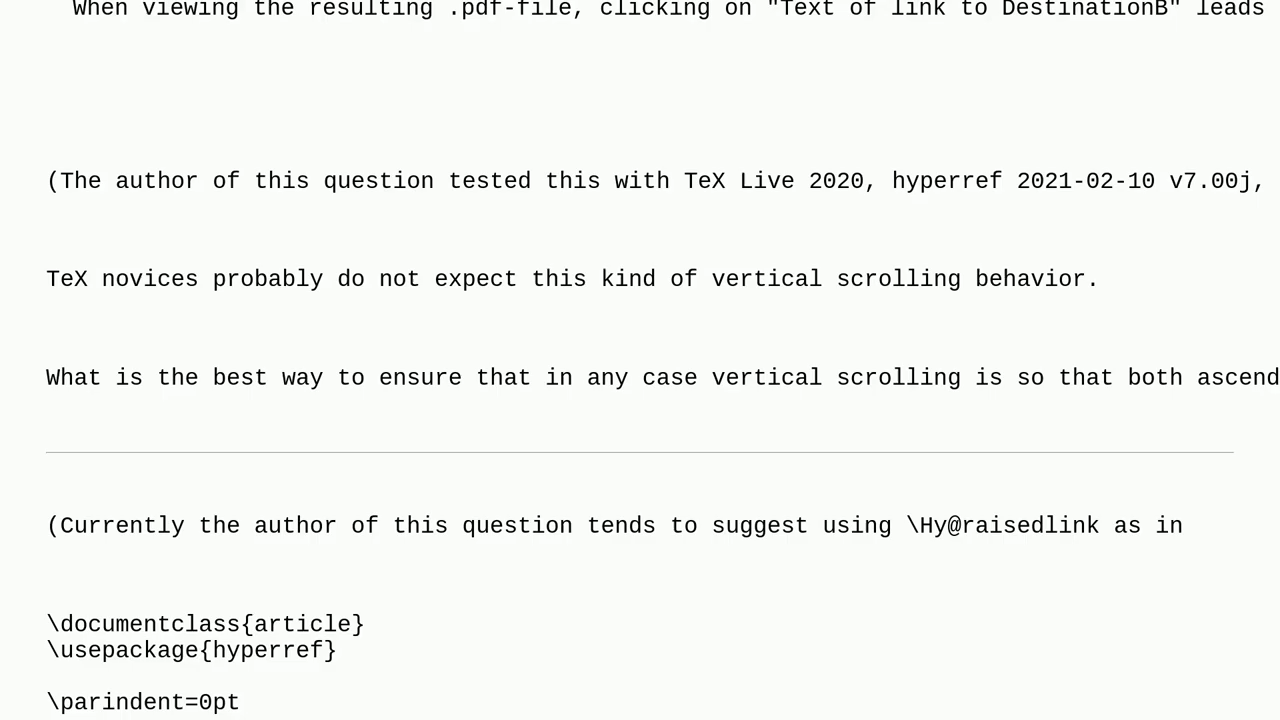 When viewing the resulting .pdf-file, clicking on "Text of link to DestinationB" leads
(The author of this question tested this with TeX Live 2020, hyperref 2021-02-10 v7.00j,
TeX novices probably do not expect this kind of vertical scrolling behavior.
What is the best way to ensure that in any case vertical scrolling is so that both ascend
(Currently the author of this question tends to suggest using \Hy@raisedlink as in
\documentclass{article}
\usepackage{hyperref}
\parindent=0pt